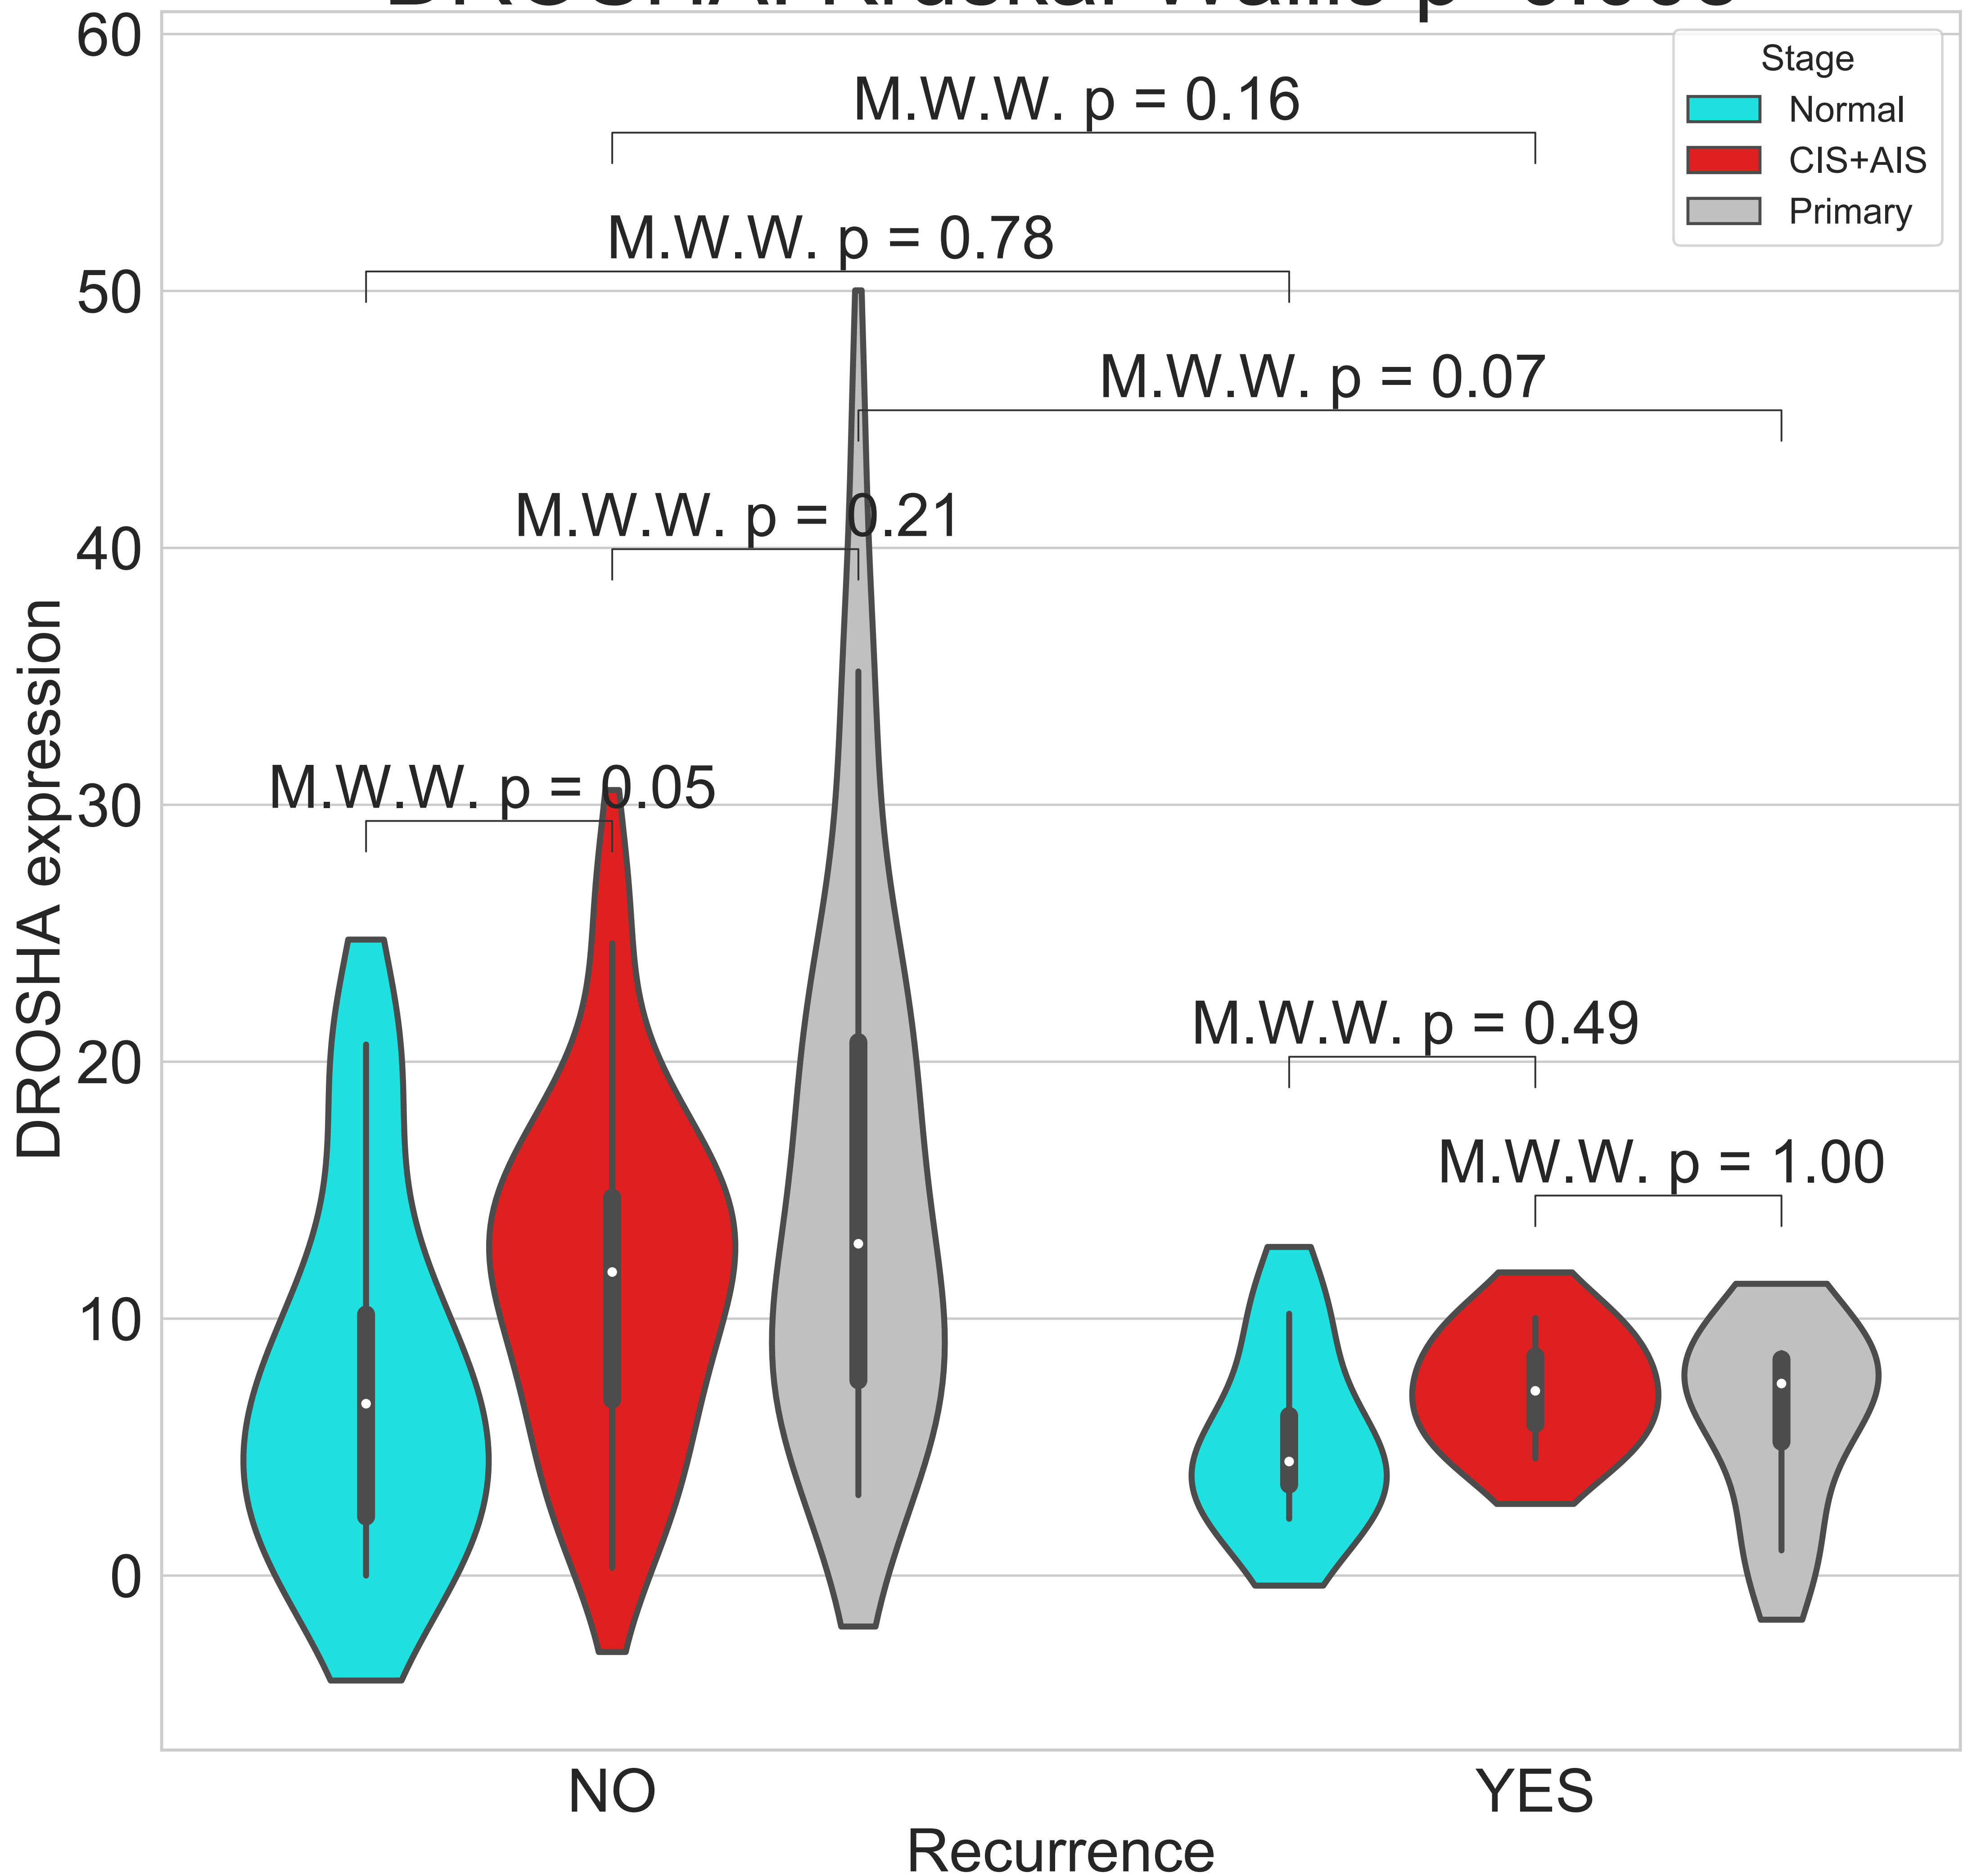 60
Stage
Normal
CIS+AIS
Primary
M.W.W. p = 0.16
M.W.W. p = 0.78
50
M.W.W. p = 0.07
M.W.W. p = 0.21
40
M.W.W. p = 0.05
30
M.W.W. p = 0.49
20
M.W.W. p = 1.00
10
0
DROSHA expression
NO
YES
Recurrence